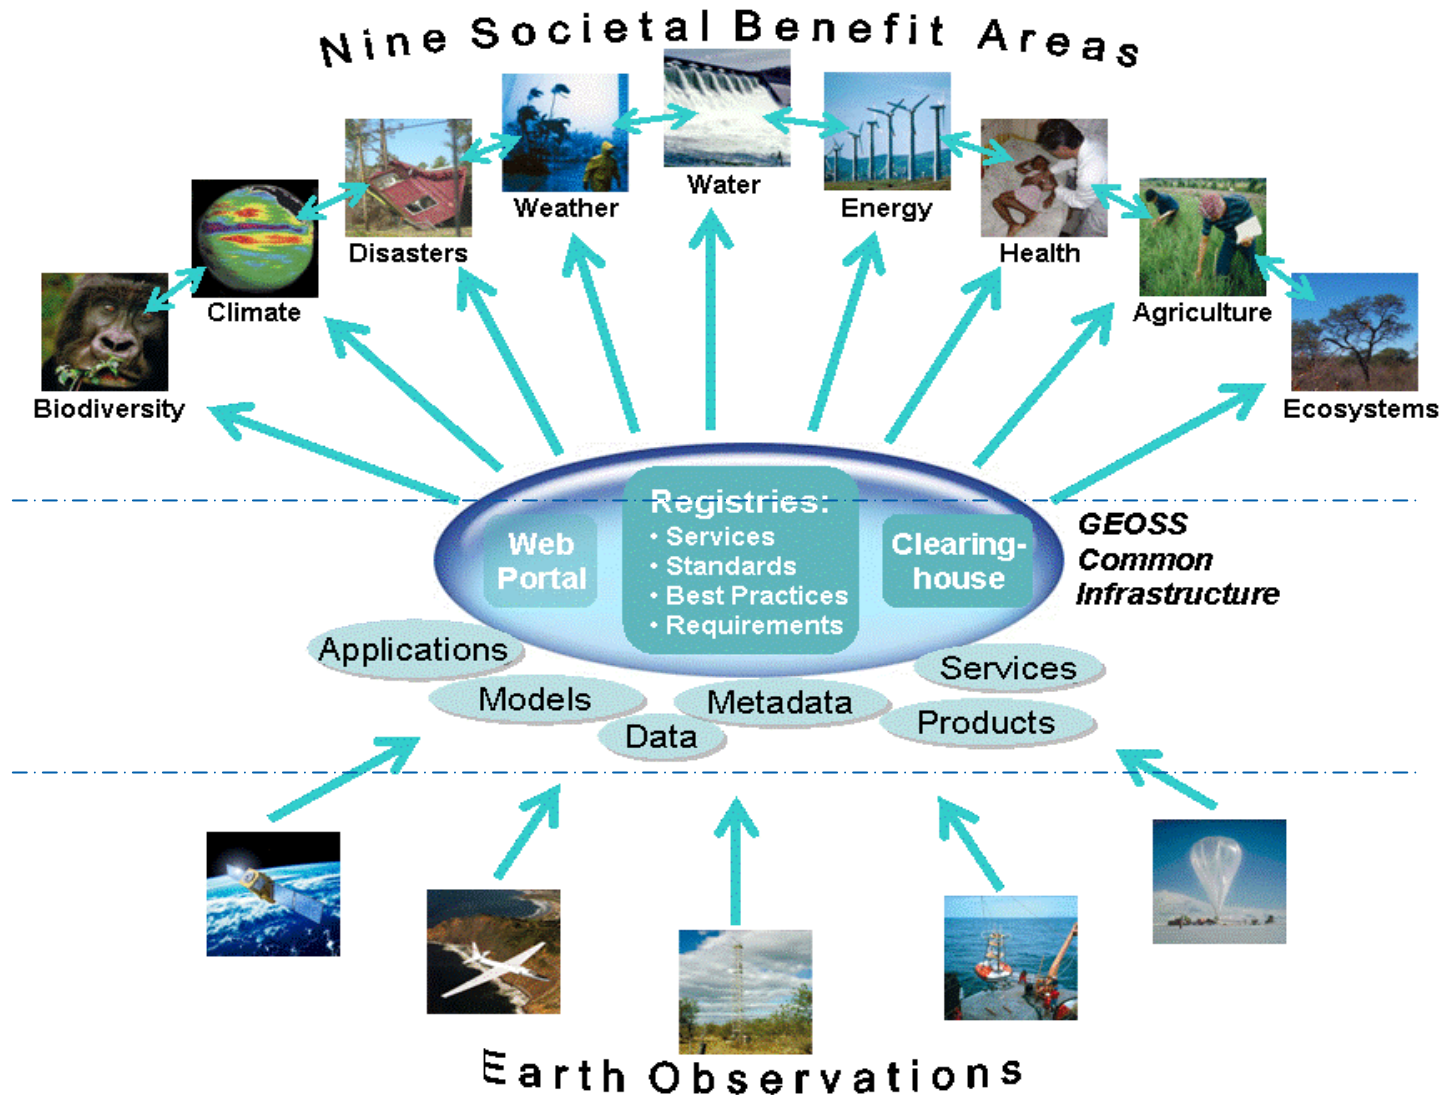 Nine Societal Benefit Areas
Water
Weather
Energy
Disasters
Health
Climate
Agriculture
Biodiversity
Ecosystems
Web
Portal
Registries:
• Services
• Standards
• Best Practices
• Requirements
Clearing-
house
GEOSS
Common
Infrastructure
Applications
Services
Models
Metadata
Products
Data
Earth Observations